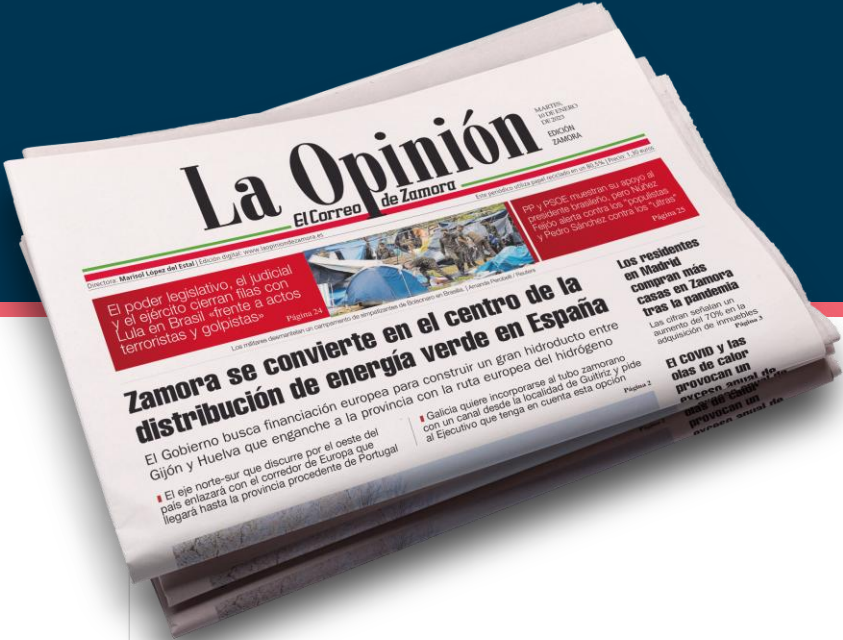 La Opinión
El Correo de Zamora
MARTES,
10 DE ENERO
DE 2023
EDICIÓN
ZAMORA
Directora: Marisol López del Estal | Edición digital: www.laopiniondezamora.es
Este periódico utiliza papel reciclado en un 80,5% | Precio: 1,30 euros
El poder legislativo, el judicial
y el ejército cierran filas con
Lula en Brasil «frente a actos
terroristas y golpistas»
Página 24
PP y PSOE muestran su apoyo al
presidente brasileño, pero Núñez
Feijóo alerta contra los "populistas"
y Pedro Sánchez contra los "ultras"
Página 25
Los militares desmantelan un campamento de simpatizantes de Bolsonaro en Brasilia. | Amanda Perobelli / Reuters
Zamora se convierte en el centro de la
distribución de energía verde en España
El Gobierno busca financiación europea para construir un gran hidroducto entre
Gijón y Huelva que enganche a la provincia con la ruta europea del hidrógeno
El eje norte-sur que discurre por el oeste del
país enlazará con el corredor de Europa que
llegará hasta la provincia procedente de Portugal
Galicia quiere incorporarse al tubo zamorano
con un canal desde la localidad de Guitiriz y pide
al Ejecutivo que tenga en cuenta esta opción
Página 2
Los residentes
en Madrid
compran más
casas en Zamora
tras la pandemia
Las cifran señalan un
aumento del 70% en la
adquisición de inmuebles
Página 3
El COVID y las
olas de calor
provocan un
exceso anual de
olas de calor
provocan un
exceso anual de